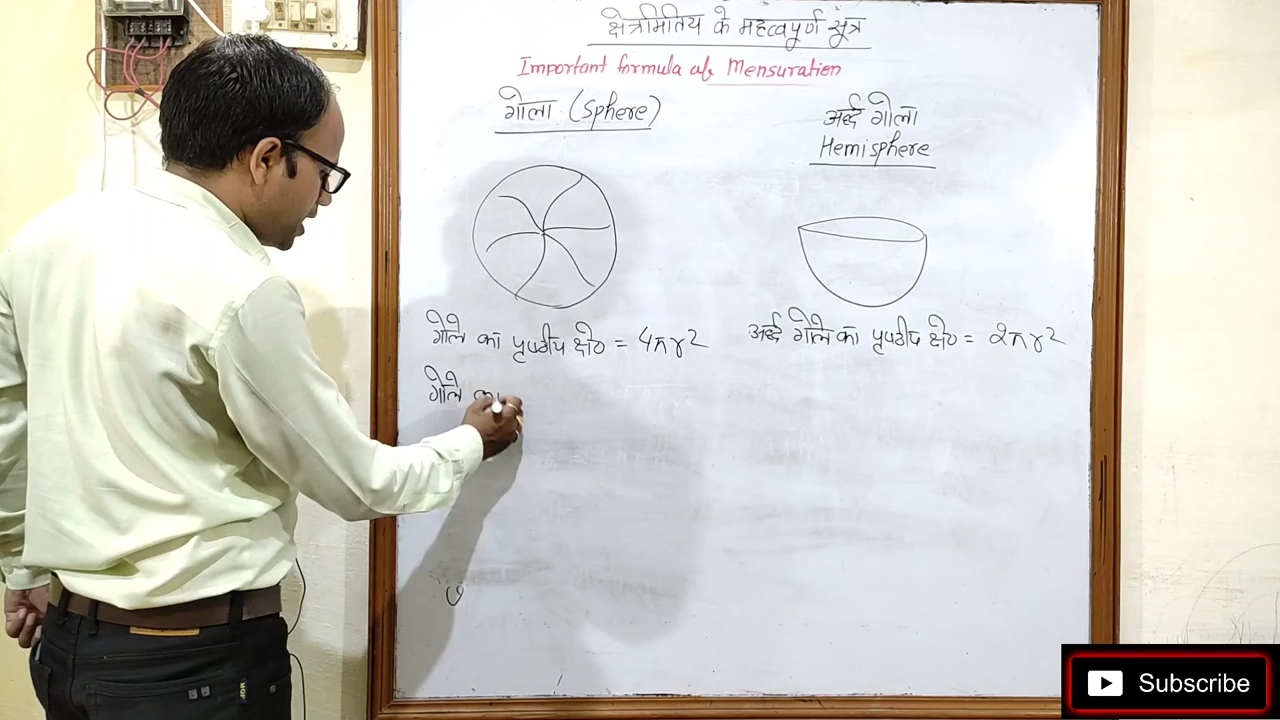 क्षेत्रमितिय के महत्वपूर्ण सूत्र
Important formula of Mensuration
गोला (Sphere)
अर्द्ध गोला
Hemisphere
गोले का पृष्ठीय क्षे० = 4πr²
अर्द्ध गोले का पृष्ठीय क्षे० = 2πr²
गोले का
Subscribe